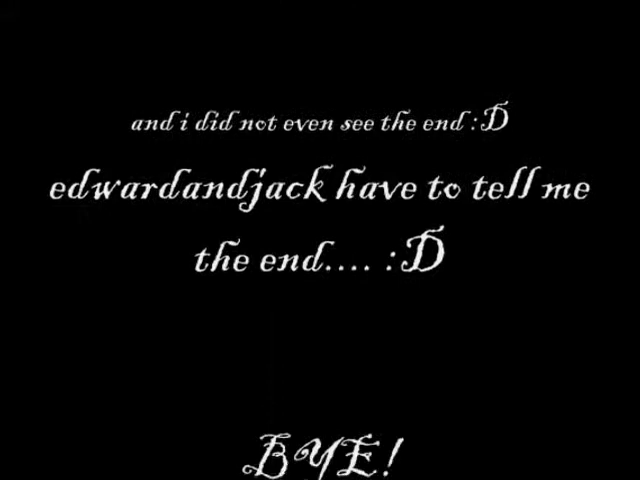 and i did not even see the end :D
edwardandjack have to tell me
the end.... :D
BYE!